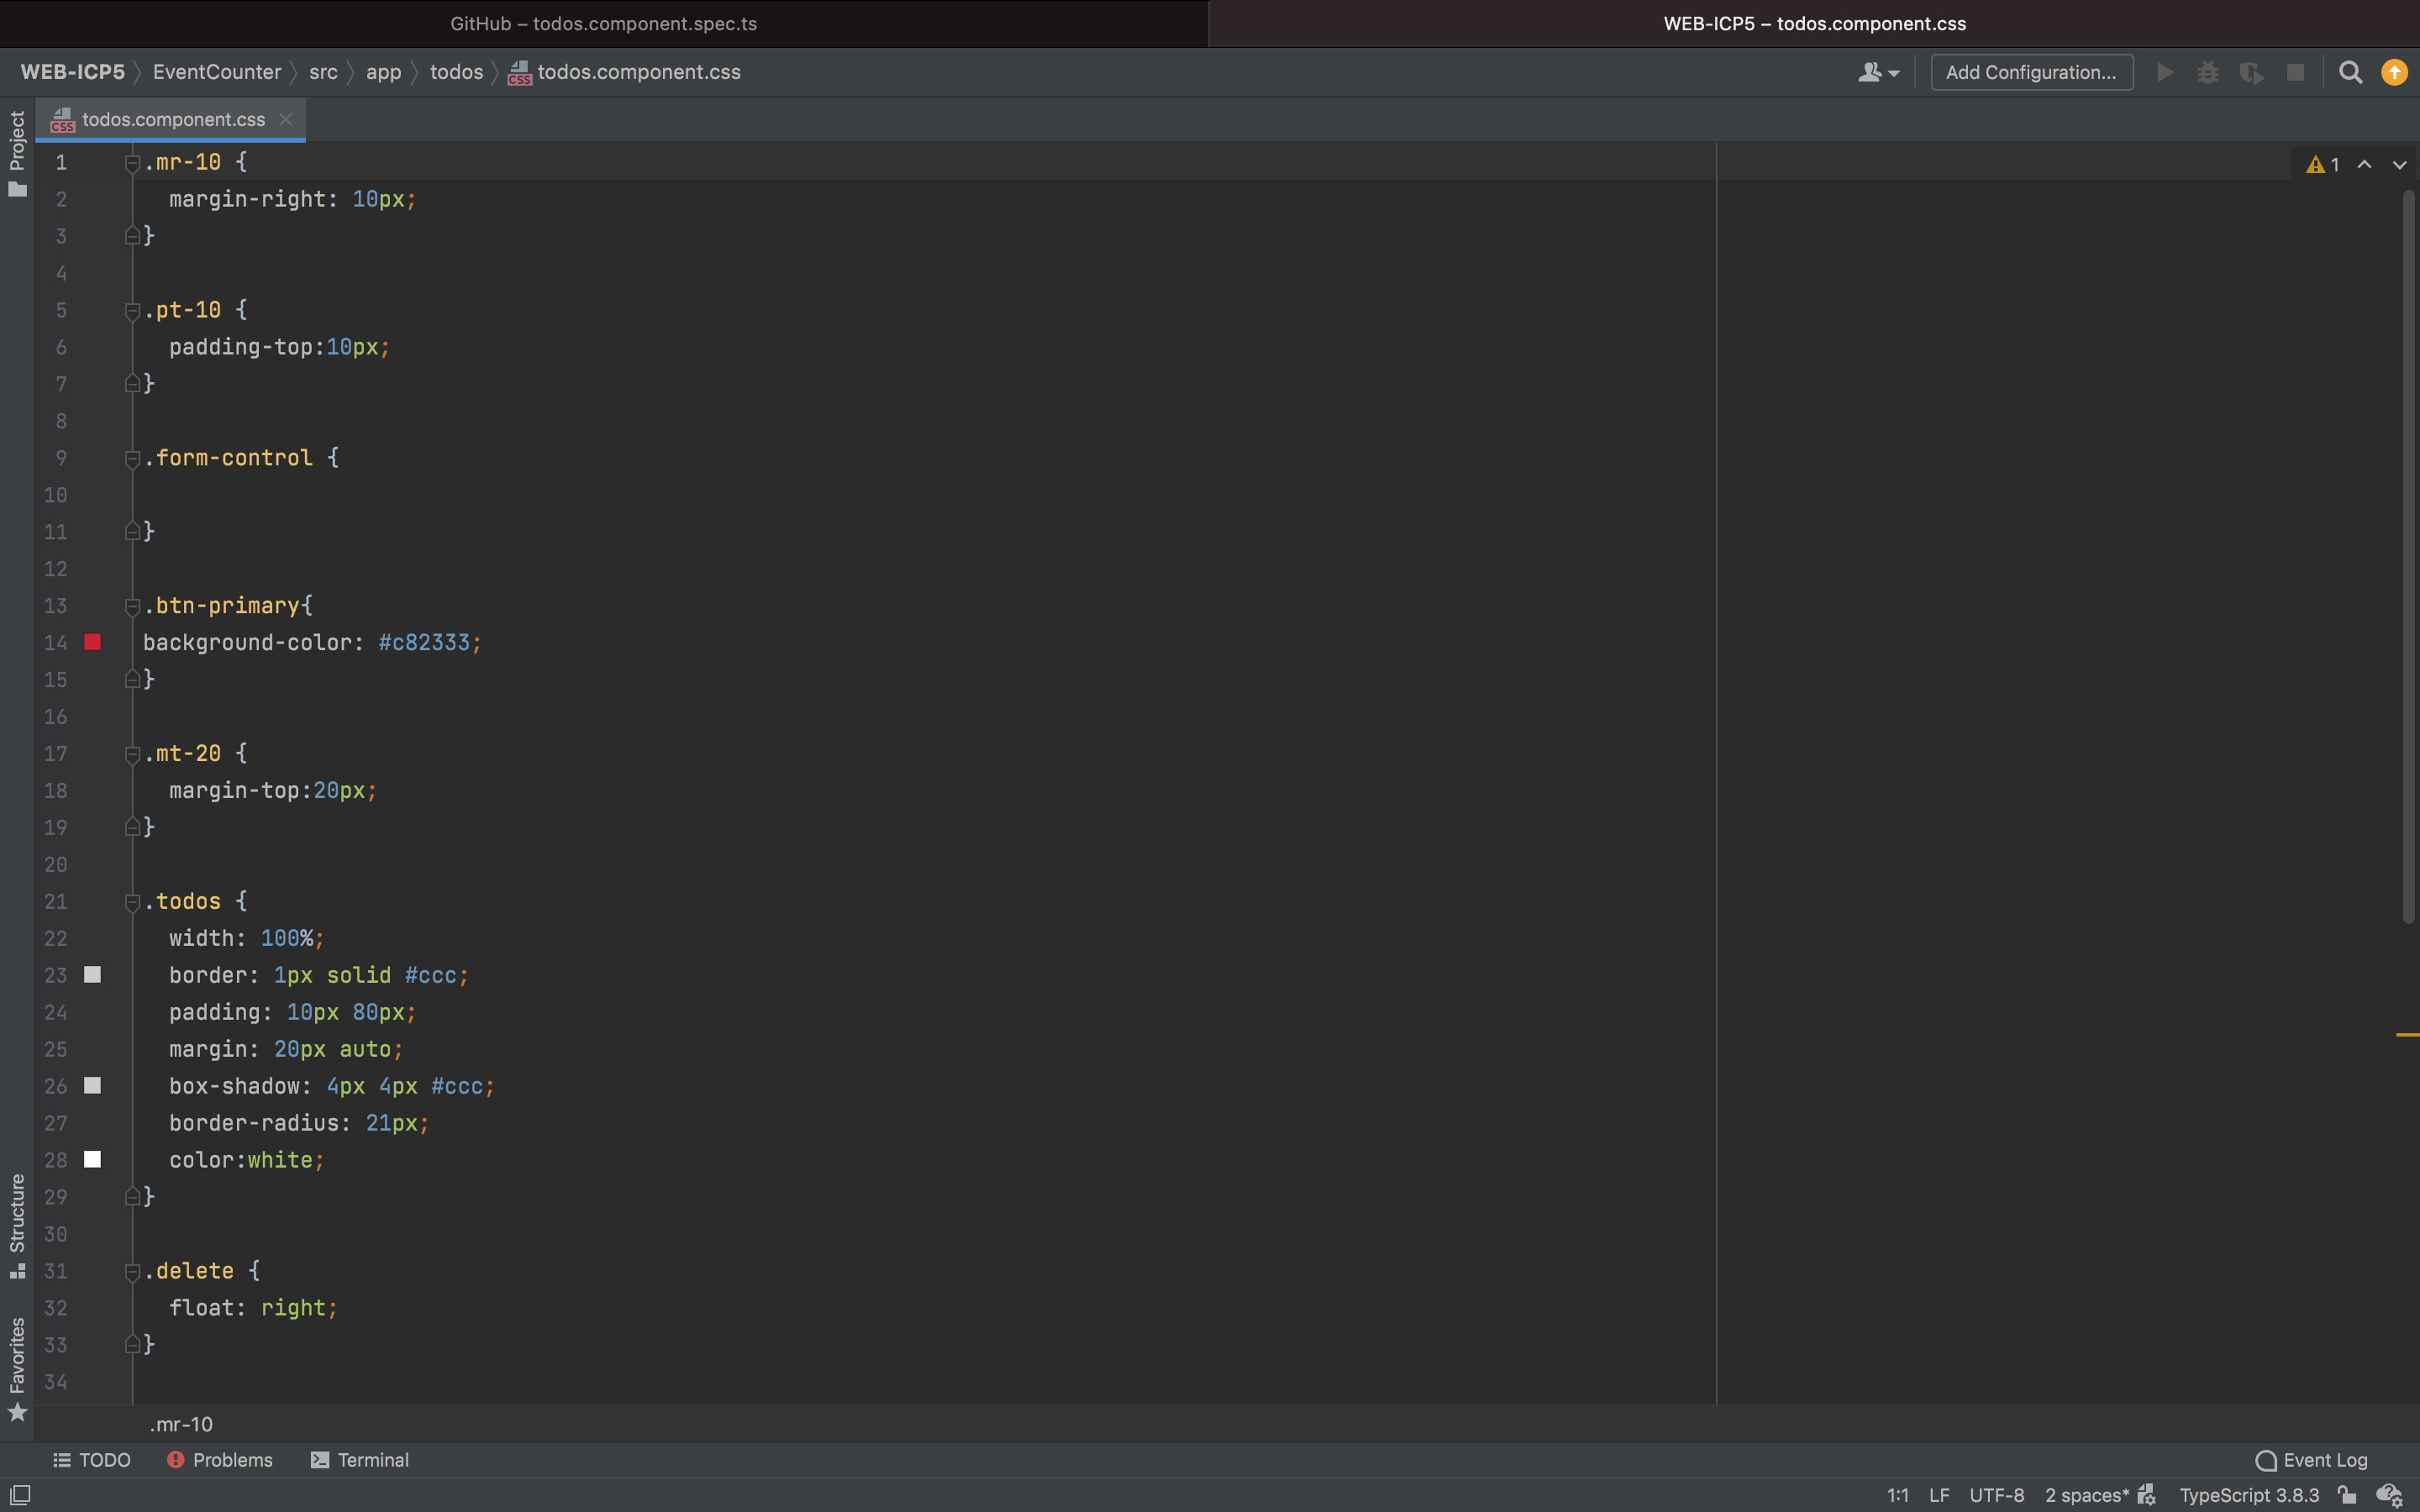 GitHub – todos.component.spec.ts
WEB-ICP5 – todos.component.css
WEB-ICP5 EventCounter src app todos todos.component.css
Add Configuration...
Project
todos.component.css
1 .mr-10 {
2   margin-right: 10px;
3 }
4
5 .pt-10 {
6   padding-top:10px;
7 }
8
9 .form-control {
10
11 }
12
13 .btn-primary{
14 background-color: #c82333;
15 }
16
17 .mt-20 {
18   margin-top:20px;
19 }
20
21 .todos {
22   width: 100%;
23   border: 1px solid #ccc;
24   padding: 10px 80px;
25   margin: 20px auto;
26   box-shadow: 4px 4px #ccc;
27   border-radius: 21px;
28   color:white;
29 }
30
31 .delete {
32   float: right;
33 }
34
1
Structure
Favorites
.mr-10
TODO Problems Terminal
Event Log
1:1 LF UTF-8 2 spaces* TypeScript 3.8.3